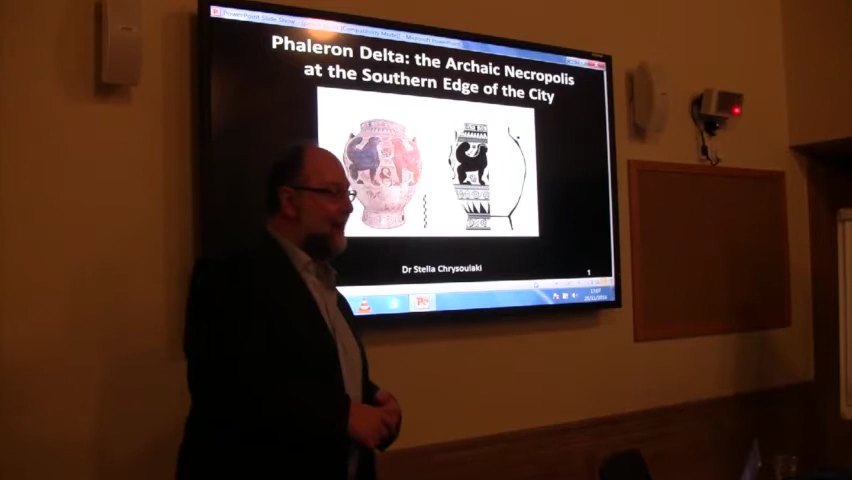 Phaleron Delta: the Archaic Necropolis
at the Southern Edge of the City
Dr Stella Chrysoulaki
1